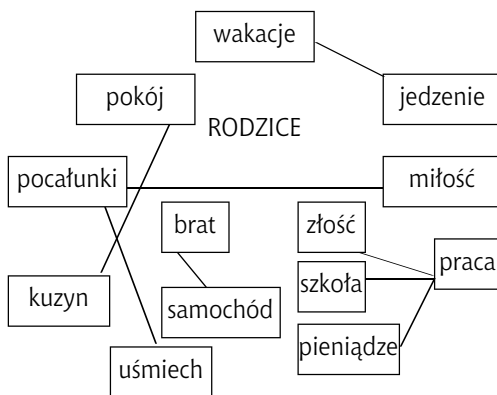 wakacje
pokój
jedzenie
RODZICE
pocałunki
miłość
brat
złość
praca
szkoła
kuzyn
samochód
pieniądze
uśmiech